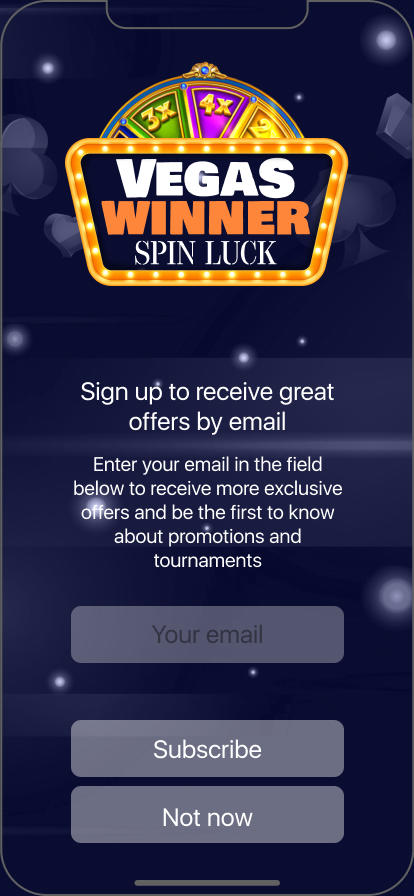 3x 4x
VEGAS
WINNER
SPIN LUCK
Sign up to receive great
offers by email
Enter your email in the field
below to receive more exclusive
offers and be the first to know
about promotions and
tournaments
Your email
Subscribe
Not now